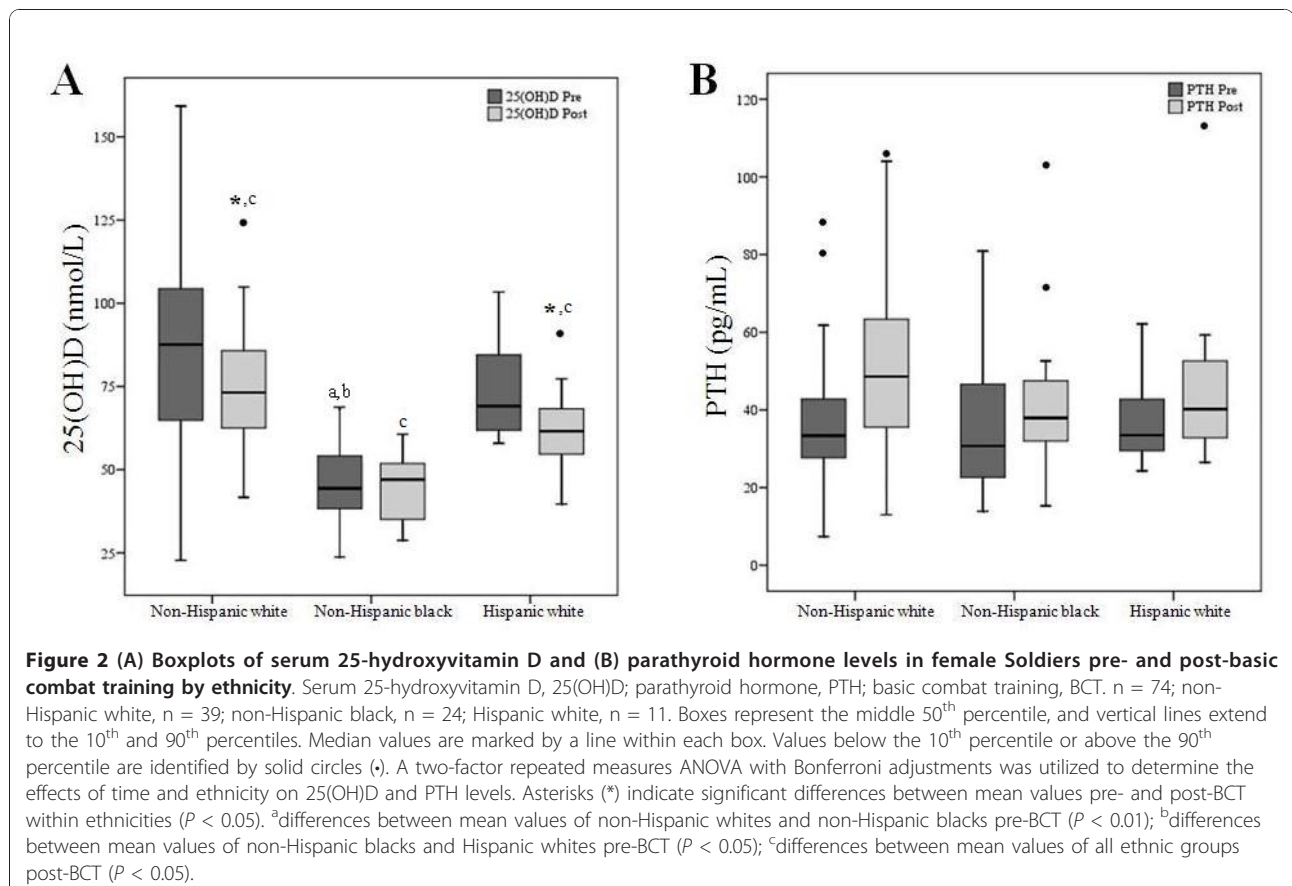 A
25(OH)D Pre
25(OH)D Post
25(OH)D (nmol/L)
150
125
100
75
50
25
*,c
a,b
c
*,c
Non-Hispanic white
Non-Hispanic black
Hispanic white
B
PTH Pre
PTH Post
PTH (pg/mL)
120
100
80
60
40
20
0
Non-Hispanic white
Non-Hispanic black
Hispanic white
Figure 2 (A) Boxplots of serum 25-hydroxyvitamin D and (B) parathyroid hormone levels in female Soldiers pre- and post-basic
combat training by ethnicity. Serum 25-hydroxyvitamin D, 25(OH)D; parathyroid hormone, PTH; basic combat training, BCT. n = 74; non-
Hispanic white, n = 39; non-Hispanic black, n = 24; Hispanic white, n = 11. Boxes represent the middle 50th percentile, and vertical lines extend
to the 10th and 90th percentiles. Median values are marked by a line within each box. Values below the 10th percentile or above the 90th
percentile are identified by solid circles (•). A two-factor repeated measures ANOVA with Bonferroni adjustments was utilized to determine the
effects of time and ethnicity on 25(OH)D and PTH levels. Asterisks (*) indicate significant differences between mean values pre- and post-BCT
within ethnicities (P < 0.05). adifferences between mean values of non-Hispanic whites and non-Hispanic blacks pre-BCT (P < 0.01); bdifferences
between mean values of non-Hispanic blacks and Hispanic whites pre-BCT (P < 0.05); cdifferences between mean values of all ethnic groups
post-BCT (P < 0.05).